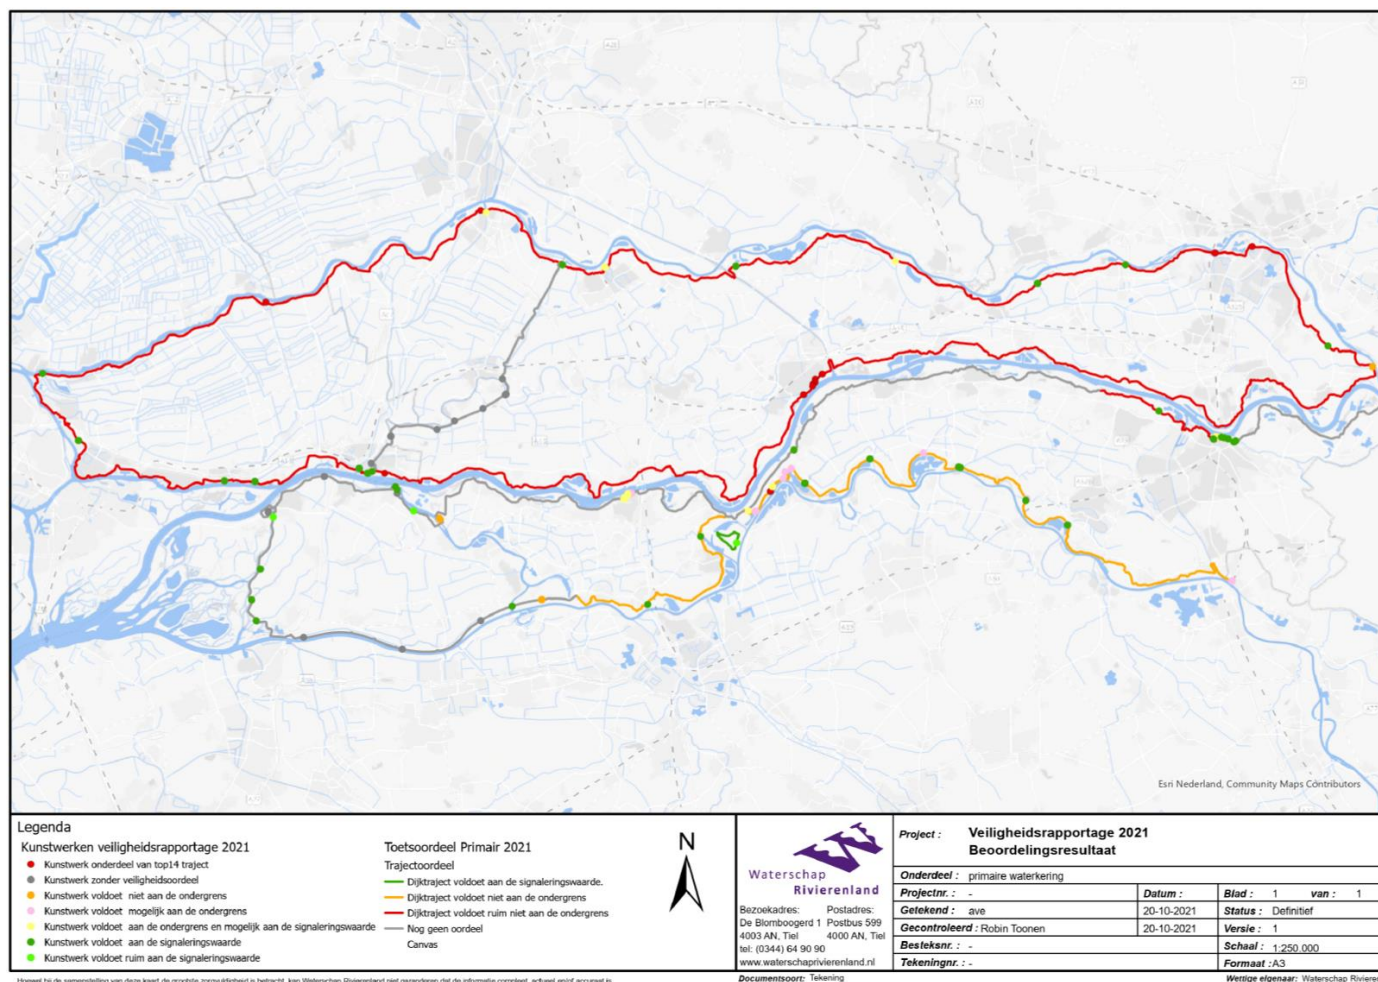 Esri Nederland, Community Maps Contributors
Legenda
Kunstwerken veiligheidsrapportage 2021
Kunstwerk onderdeel van top14 traject
Kunstwerk zonder veiligheidsoordeel
Kunstwerk voldoet  niet aan de ondergrens
Kunstwerk voldoet  mogelijk aan de ondergrens
Kunstwerk voldoet  aan de ondergrens en mogelijk aan de signaleringswaarde
Kunstwerk voldoet  aan de signaleringswaarde
Kunstwerk voldoet ruim aan de signaleringswaarde
Toetsoordeel Primair 2021
Trajectoordeel
Dijktraject voldoet aan de signaleringswaarde.
Dijktraject voldoet niet aan de ondergrens
Dijktraject voldoet ruim niet aan de ondergrens
Nog geen oordeel
Canvas
N
Waterschap
Rivierenland
Bezoekadres: Postadres:
De Blomboogerd 1 Postbus 599
4003 AN, Tiel 4000 AN, Tiel
tel: (0344) 64 90 90
www.waterschaprivierenland.nl
Project : Veiligheidsrapportage 2021
Beoordelingsresultaat
Onderdeel : primaire waterkering
Projectnr. : - Datum : Blad : 1 van : 1
Getekend : ave 20-10-2021 Status : Definitief
Gecontroleerd : Robin Toonen 20-10-2021 Versie : 1
Besteksnr. : - Schaal : 1:250.000
Tekeningnr. : - Formaat : A3
Documentsoort: Tekening Wettige eigenaar: Waterschap Riviere